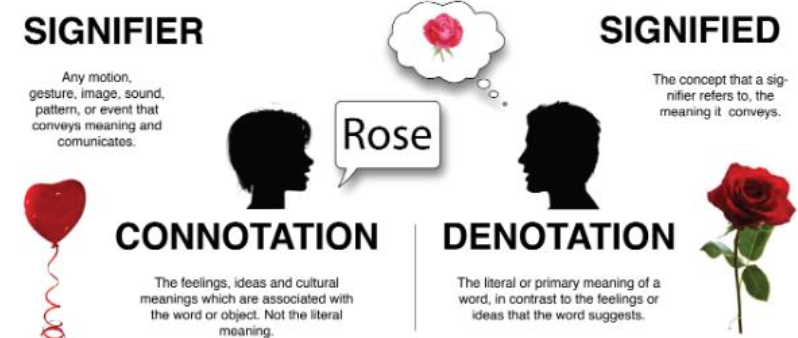 SIGNIFIER
Any motion,
gesture, image, sound,
pattern, or event that
conveys meaning and
comunicates.
Rose
SIGNIFIED
The concept that a sig-
nifier refers to, the
meaning it conveys.
CONNOTATION
The feelings, ideas and cultural
meanings which are associated with
the word or object. Not the literal
meaning.
DENOTATION
The literal or primary meaning of a
word, in contrast to the feelings or
ideas that the word suggests.